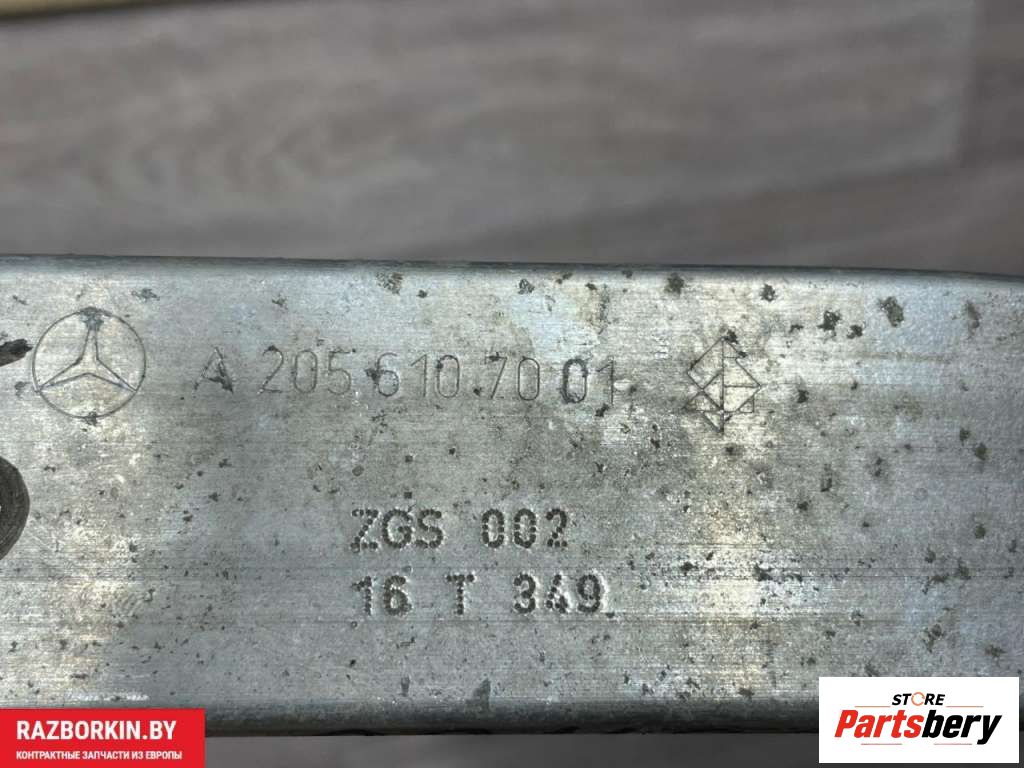 A 205 610 70 01
ZGS 002
16 T 349
RAZBORKIN.BY
КОНТРАКТНЫЕ ЗАПЧАСТИ ИЗ ЕВРОПЫ
STORE
Partsbery